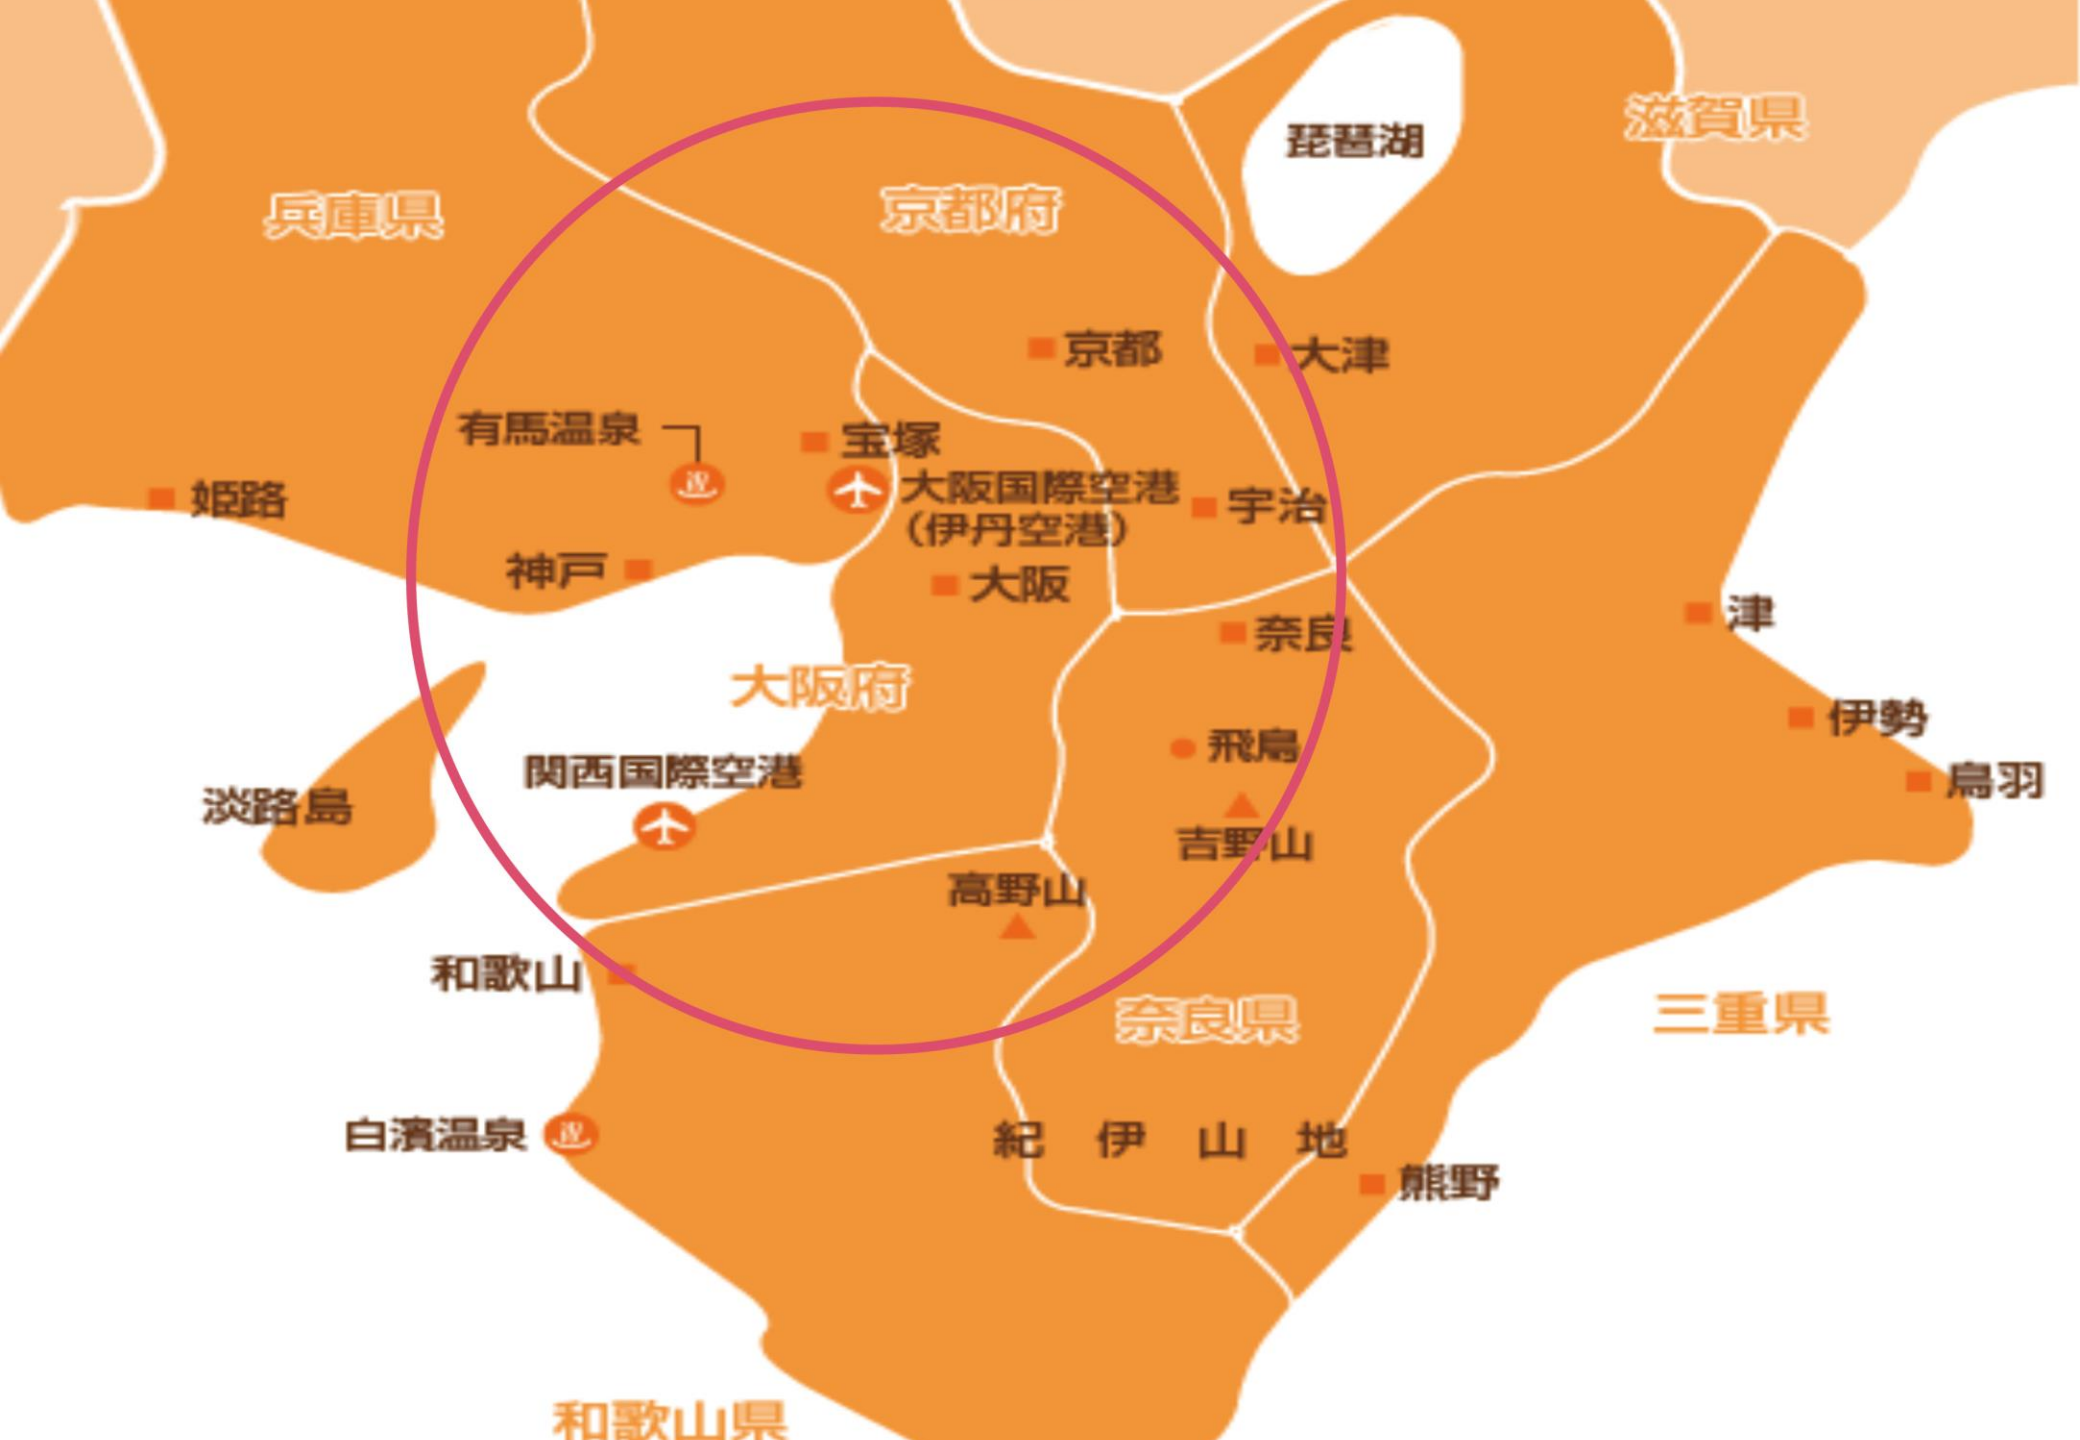 琵琶湖
滋賀県
兵庫県
京都府
京都
大津
有馬温泉
宝塚
大阪国際空港
(伊丹空港)
宇治
姫路
神戸
大阪
奈良
津
大阪府
伊勢
飛鳥
関西国際空港
鳥羽
淡路島
吉野山
高野山
和歌山
奈良県
三重県
白濱温泉
紀伊山地
熊野
和歌山県